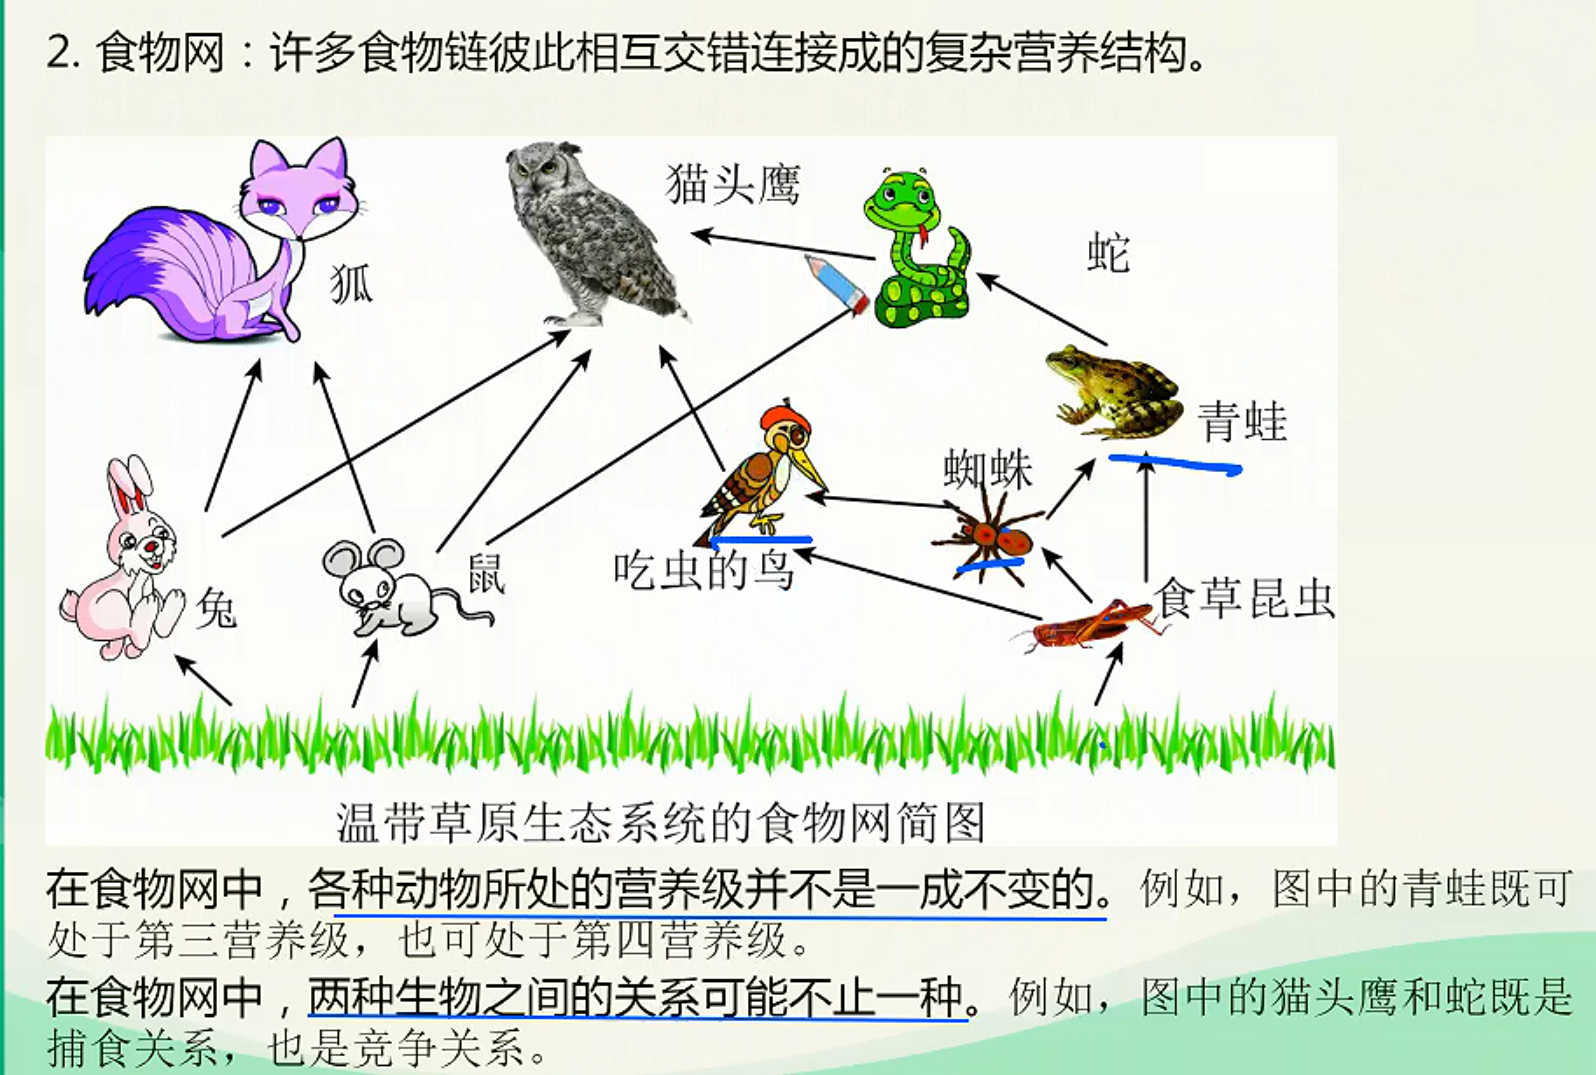 2. 食物网：许多食物链彼此相互交错连接成的复杂营养结构。
猫头鹰
蛇
狐
青蛙
蜘蛛
鼠
吃虫的鸟
兔
食草昆虫
温带草原生态系统的食物网简图
在食物网中，各种动物所处的营养级并不是一成不变的。例如，图中的青蛙既可
处于第三营养级，也可处于第四营养级。
在食物网中，两种生物之间的关系可能不止一种。例如，图中的猫头鹰和蛇既是
捕食关系，也是竞争关系。